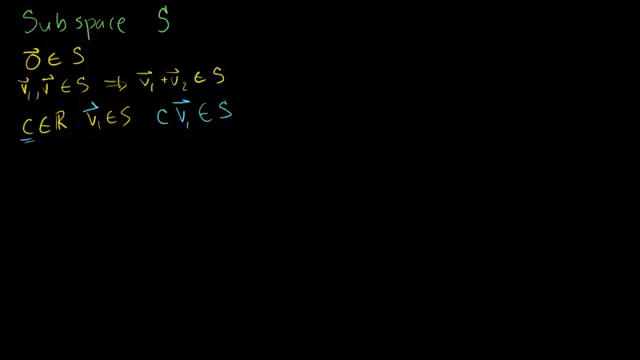 Subspace S
0⃗ ∈ S
v⃗₁, v⃗ ∈ S ⇒ v⃗₁ + v⃗₂ ∈ S
c ∈ ℝ v⃗₁ ∈ S c v⃗₁ ∈ S